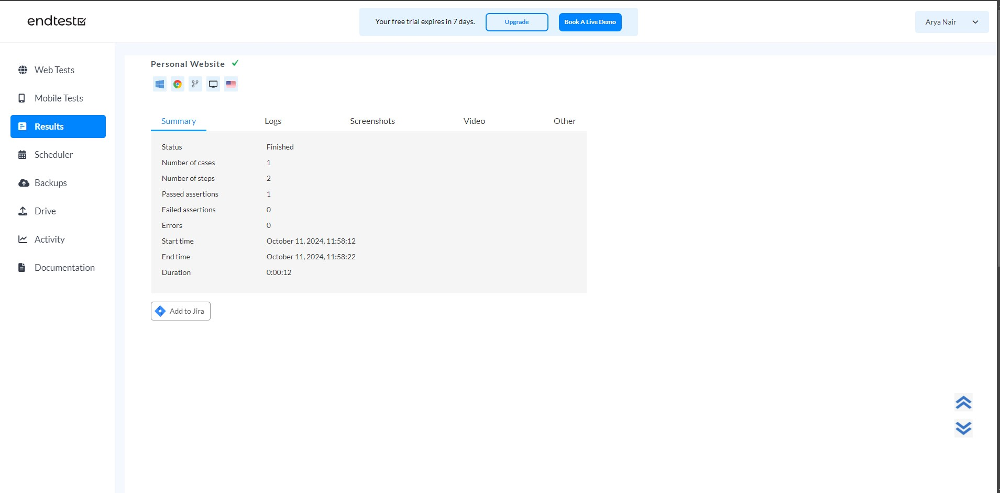 endtest
Your free trial expires in 7 days.
Upgrade
Book A Live Demo
Arya Nair
Web Tests
Mobile Tests
Results
Scheduler
Backups
Drive
Activity
Documentation
Personal Website
Summary Logs Screenshots Video Other
Status Finished
Number of cases 1
Number of steps 2
Passed assertions 1
Failed assertions 0
Errors 0
Start time October 11, 2024, 11:58:12
End time October 11, 2024, 11:58:22
Duration 0:00:12
Add to Jira